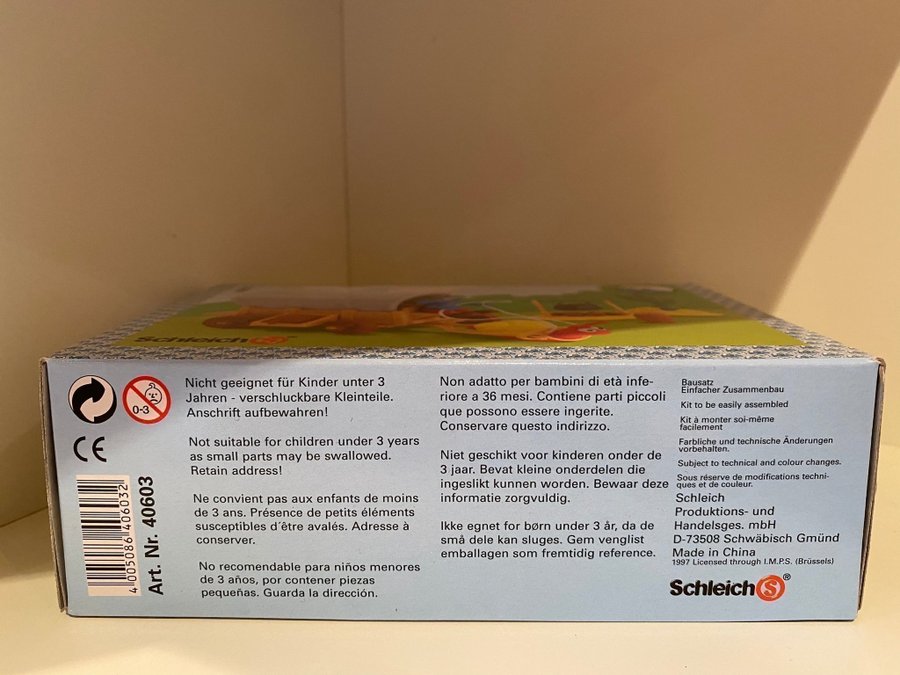 Schleich S
0-3
CE
4 005086 406032
Art. Nr. 40603
Nicht geeignet für Kinder unter 3
Jahren - verschluckbare Kleinteile.
Anschrift aufbewahren!
Not suitable for children under 3 years
as small parts may be swallowed.
Retain address!
Ne convient pas aux enfants de moins
de 3 ans. Présence de petits éléments
susceptibles d´être avalés. Adresse à
conserver.
No recomendable para niños menores
de 3 años, por contener piezas
pequeñas. Guarda la dirección.
Non adatto per bambini di età infe-
riore a 36 mesi. Contiene parti piccoli
que possono essere ingerite.
Conservare questo indirizzo.
Niet geschikt voor kinderen onder de
3 jaar. Bevat kleine onderdelen die
ingeslikt kunnen worden. Bewaar deze
informatie zorgvuldig.
Ikke egnet for børn under 3 år, da de
små dele kan sluges. Gem venglist
emballagen som fremtidig reference.
Bausatz
Einfacher Zusammenbau
Kit to be easily assembled
Kit à monter soi-même
facilement
Farbliche und technische Änderungen
vorbehalten.
Subject to technical and colour changes.
Sous réserve de modifications techni-
ques et de couleur.
Schleich
Produktions- und
Handelsges. mbH
D-73508 Schwäbisch Gmünd
Made in China
1997 Licensed through I.M.P.S. (Brüssels)
Schleich S®